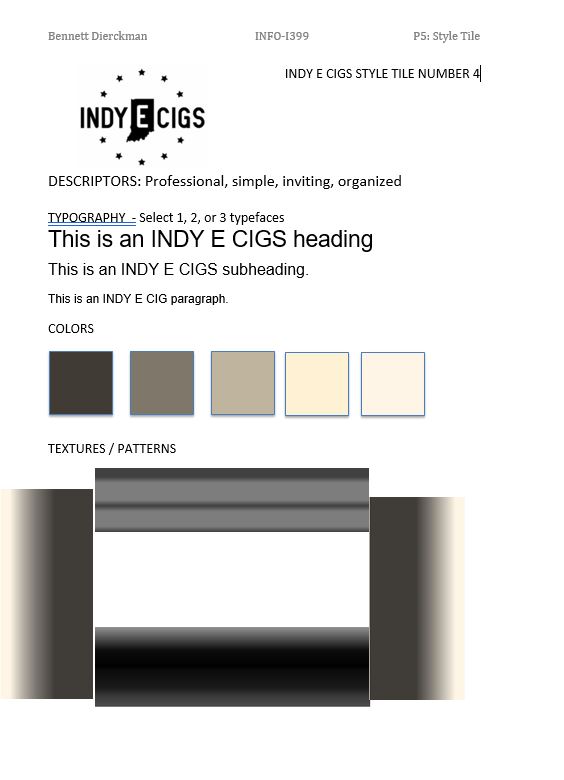 Bennett Dierckman INFO-I399 P5: Style Tile
INDY E CIGS STYLE TILE NUMBER 4
INDY E CIGS
DESCRIPTORS: Professional, simple, inviting, organized
TYPOGRAPHY - Select 1, 2, or 3 typefaces
This is an INDY E CIGS heading
This is an INDY E CIGS subheading.
This is an INDY E CIG paragraph.
COLORS
TEXTURES / PATTERNS